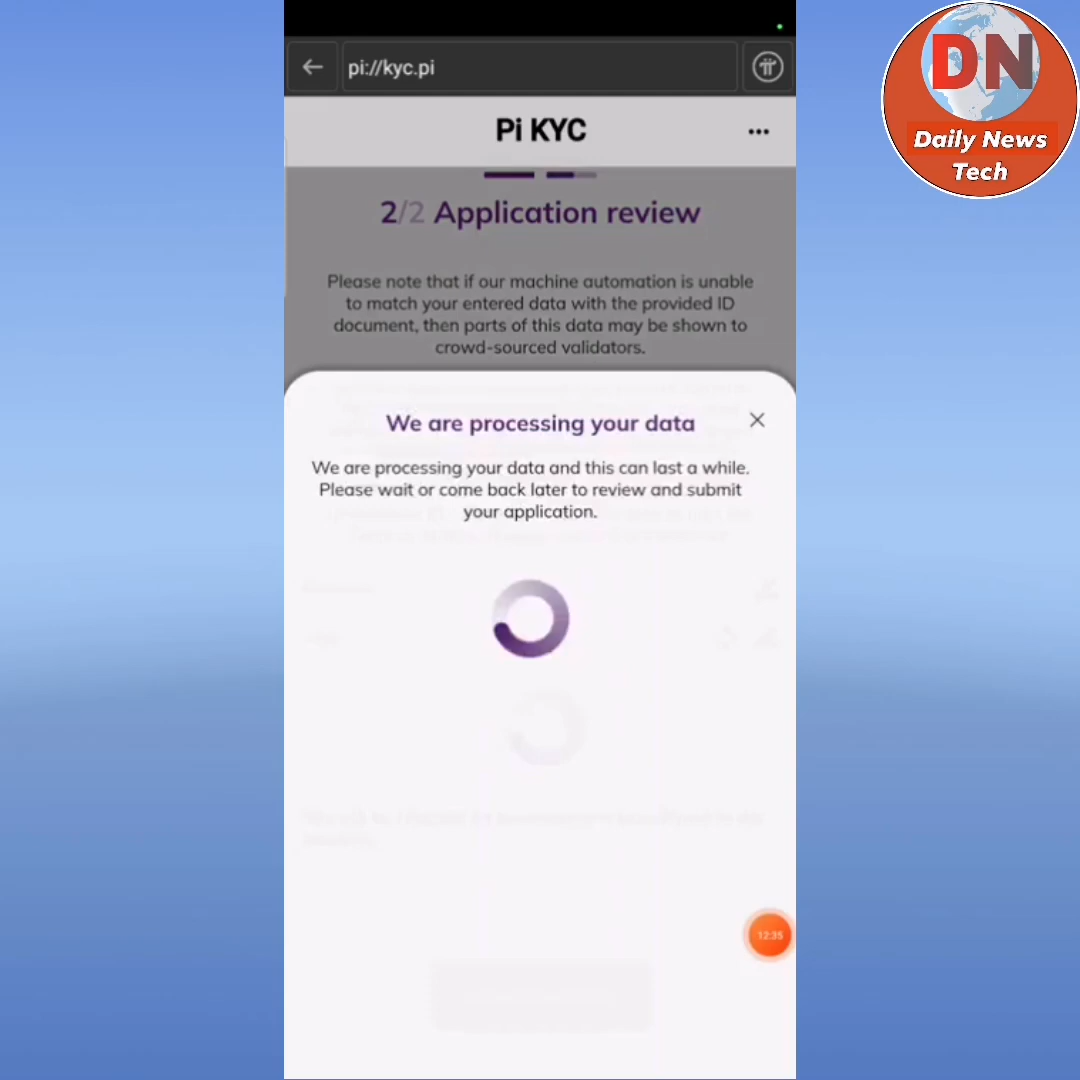 DN
Daily News
Tech
pi://kyc.pi
Pi KYC
2/2 Application review
Please note that if our machine automation is unable
to match your entered data with the provided ID
document, then parts of this data may be shown to
crowd-sourced validators.
We are processing your data
We are processing your data and this can last a while.
Please wait or come back later to review and submit
your application.
12:35